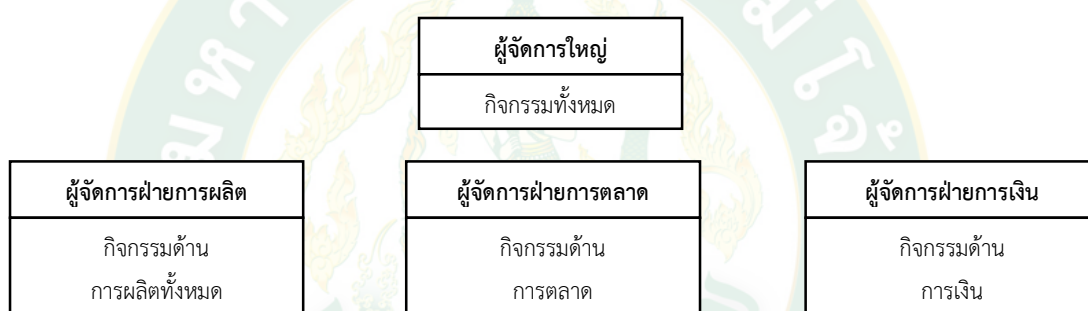 ผู้จัดการใหญ่
กิจกรรมทั้งหมด
ผู้จัดการฝ่ายการผลิต
กิจกรรมด้าน
การผลิตทั้งหมด
ผู้จัดการฝ่ายการตลาด
กิจกรรมด้าน
การตลาด
ผู้จัดการฝ่ายการเงิน
กิจกรรมด้าน
การเงิน